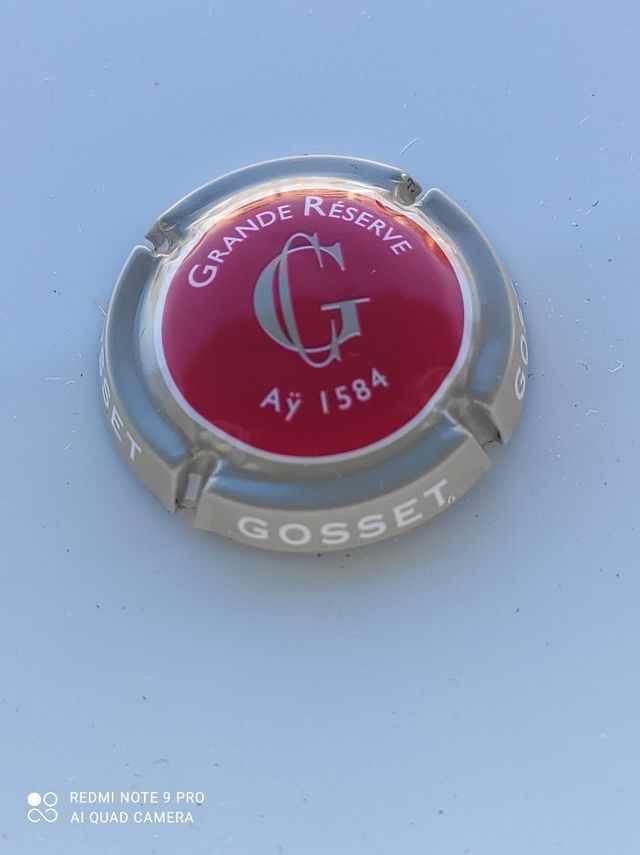 GRANDE RÉSERVE
G
Aÿ 1584
GOSSET
REDMI NOTE 9 PRO
AI QUAD CAMERA